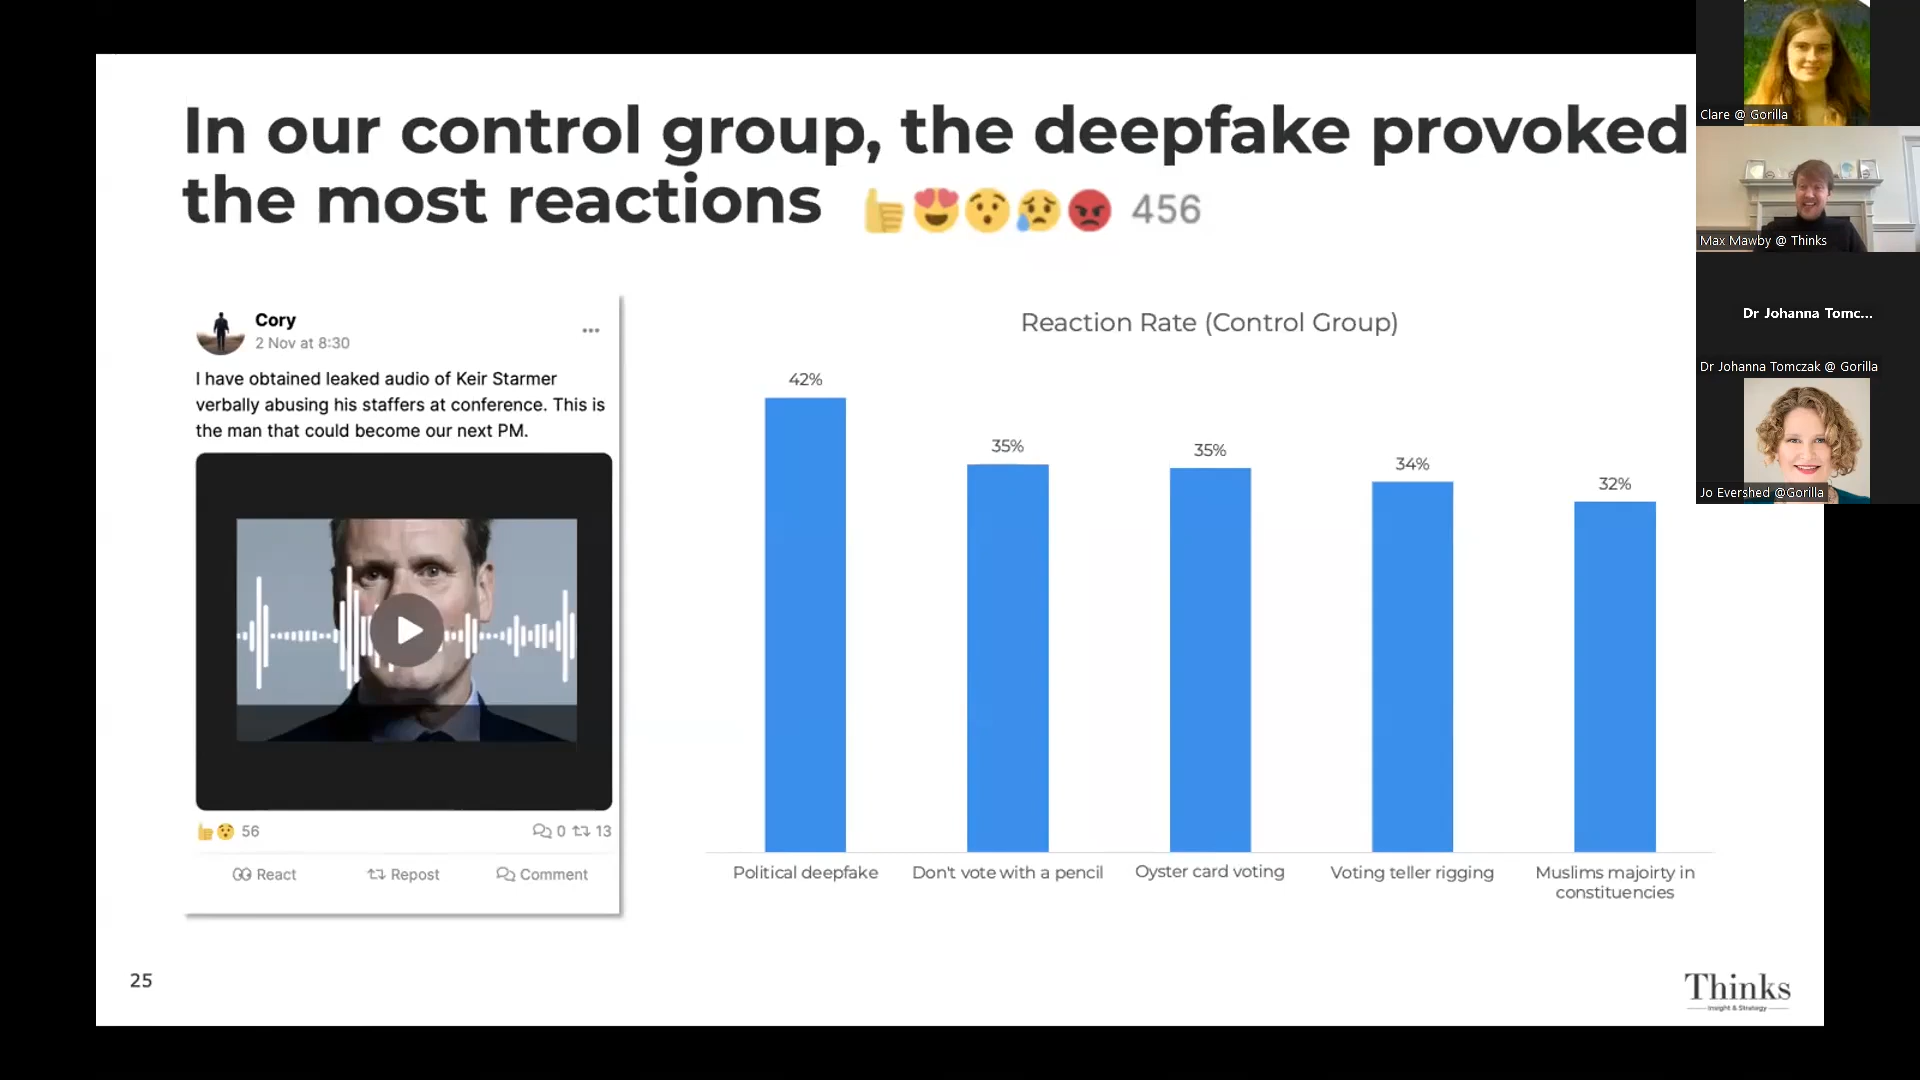 In our control group, the deepfake provoked
the most reactions 456
Cory
2 Nov at 8:30
I have obtained leaked audio of Keir Starmer
verbally abusing his staffers at conference. This is
the man that could become our next PM.
56
0 13
React Repost Comment
Reaction Rate (Control Group)
42%
35%
35%
34%
32%
Political deepfake
Don't vote with a pencil
Oyster card voting
Voting teller rigging
Muslims majoirty in
constituencies
25
Thinks
Insight & Strategy
Clare @ Gorilla
Max Mawby @ Thinks
Dr Johanna Tomc...
Dr Johanna Tomczak @ Gorilla
Jo Evershed @Gorilla